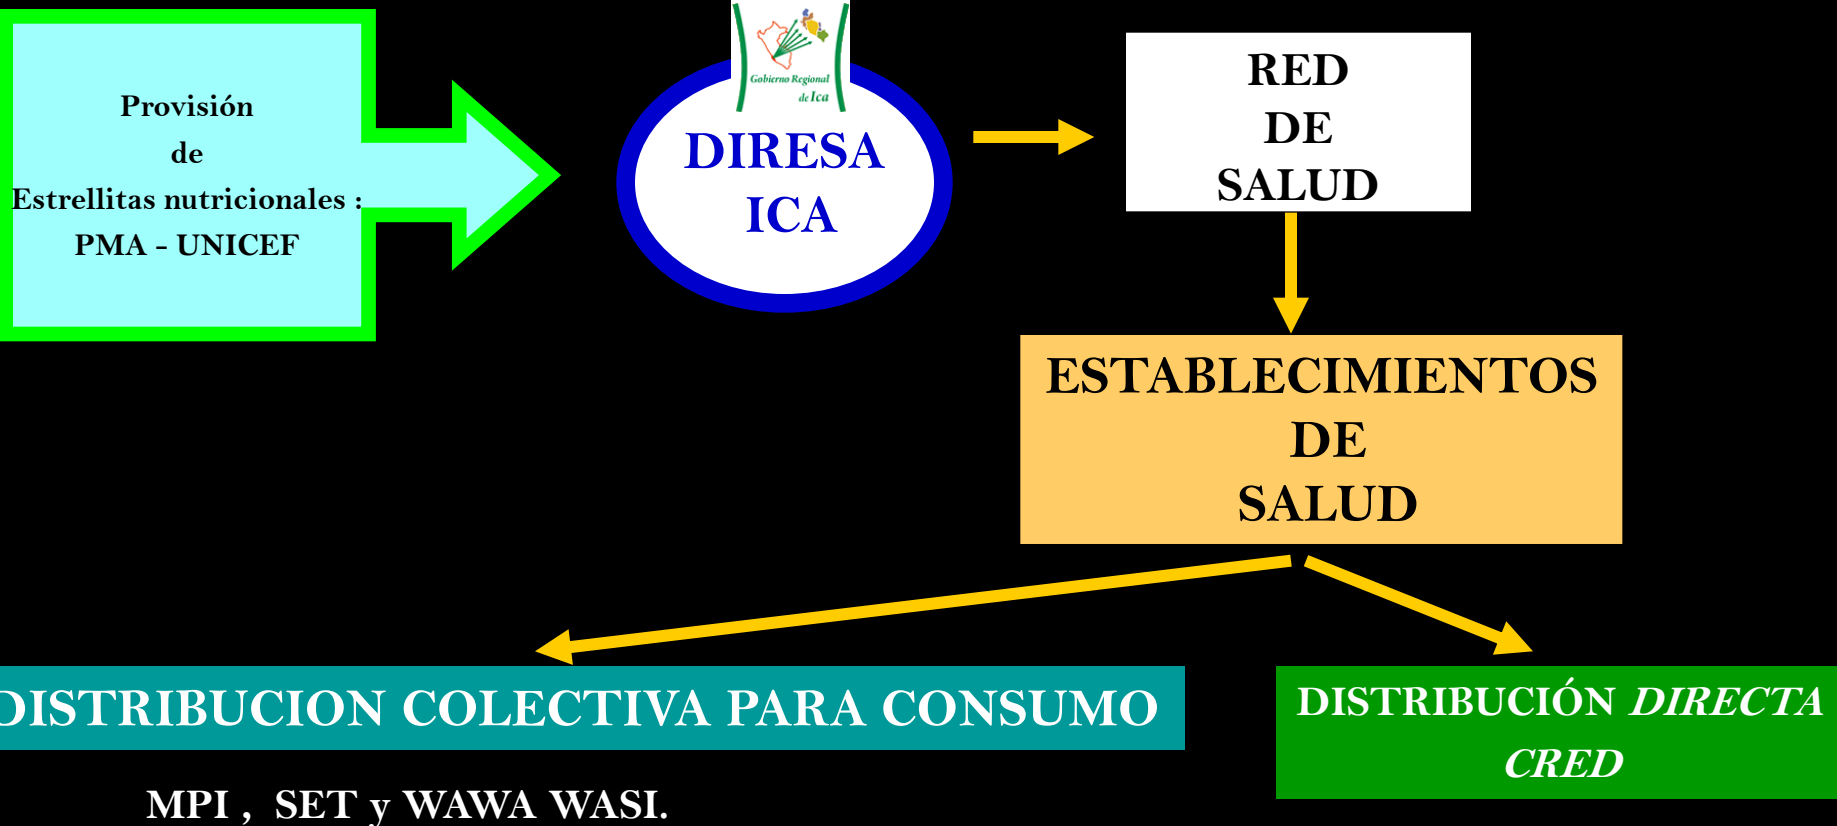 Provisión
de
Estrellitas nutricionales :
PMA - UNICEF
Gobierno Regional
de Ica
DIRESA
ICA
RED
DE
SALUD
ESTABLECIMIENTOS
DE
SALUD
DISTRIBUCION COLECTIVA PARA CONSUMO
MPI , SET y WAWA WASI.
DISTRIBUCIÓN DIRECTA
CRED